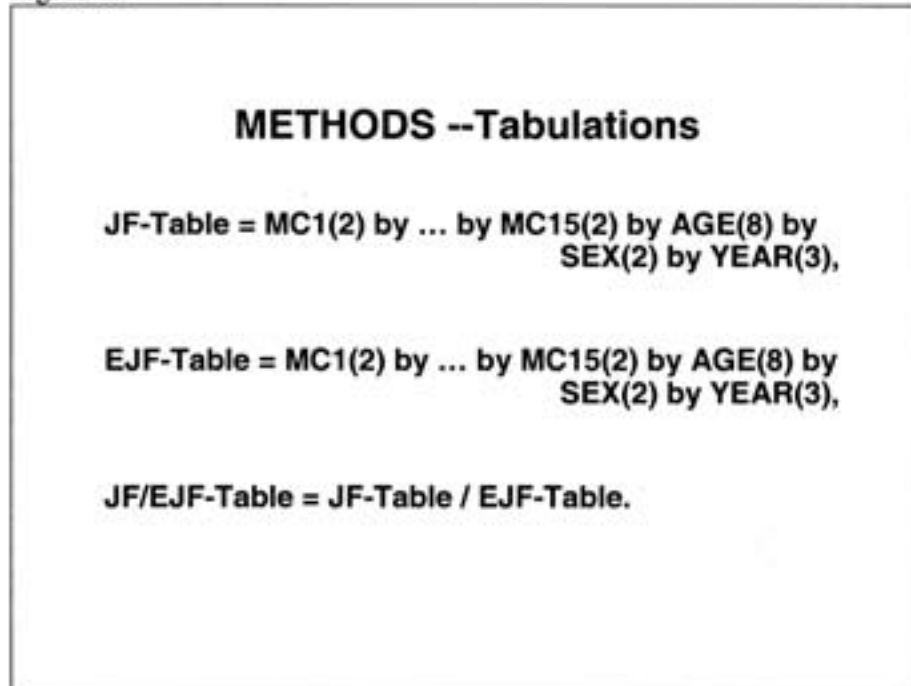 METHODS --Tabulations
JF-Table = MC1(2) by ... by MC15(2) by AGE(8) by
SEX(2) by YEAR(3),
EJF-Table = MC1(2) by ... by MC15(2) by AGE(8) by
SEX(2) by YEAR(3),
JF/EJF-Table = JF-Table / EJF-Table.